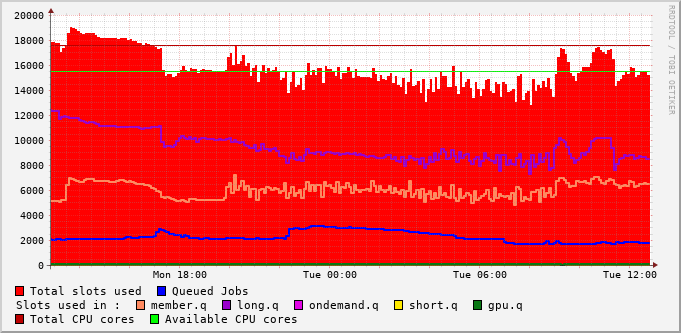 20000
18000
16000
14000
12000
10000
8000
6000
4000
2000
0
Mon 18:00 Tue 00:00 Tue 06:00 Tue 12:00
RRDTOOL / TOBI OETIKER
Total slots used Queued Jobs
Slots used in : member.q long.q ondemand.q short.q gpu.q
Total CPU cores Available CPU cores